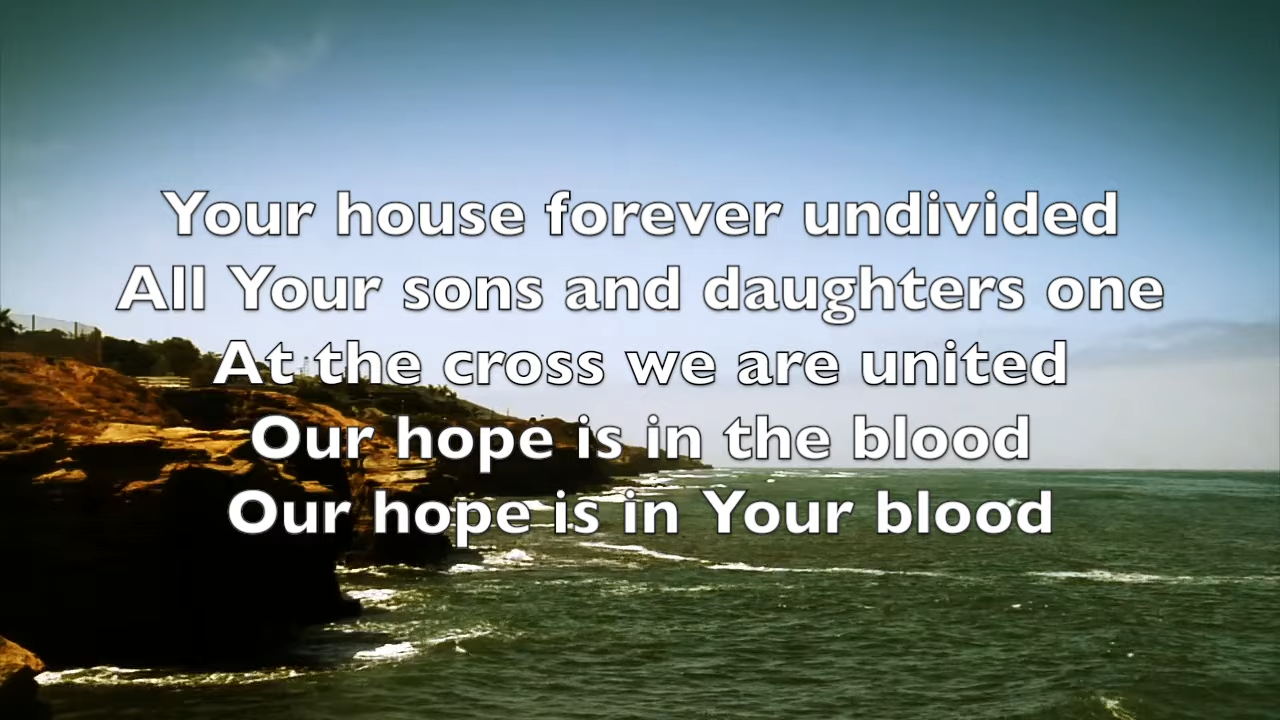 Your house forever undivided
All Your sons and daughters one
At the cross we are united
Our hope is in the blood
Our hope is in Your blood